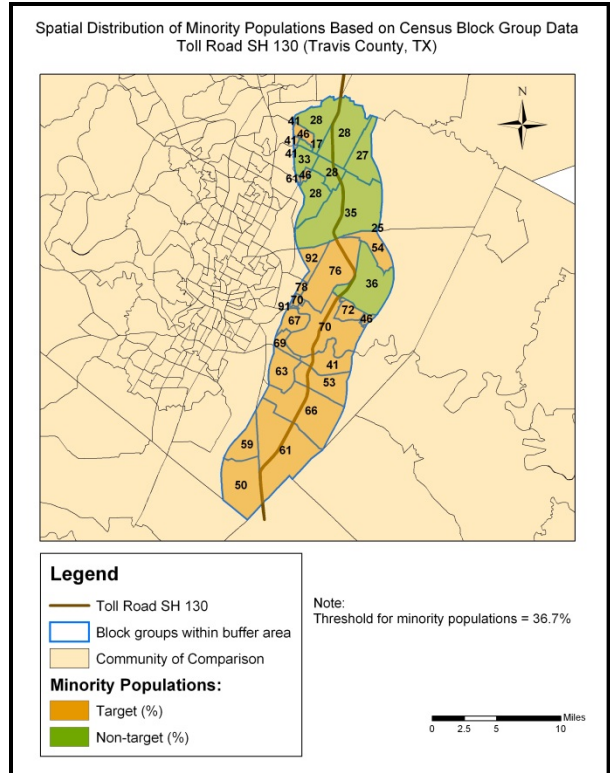 Spatial Distribution of Minority Populations Based on Census Block Group Data
Toll Road SH 130 (Travis County, TX)
N
41 28
46 28
41 17
41 33 27
61 46 28
28
35
25
92 54
76
78 36
70
91 72
67 70 46
69
41
63 53
66
59
61
50
Legend
Toll Road SH 130
Block groups within buffer area
Community of Comparison
Minority Populations:
Target (%)
Non-target (%)
Note:
Threshold for minority populations = 36.7%
Miles
0 2.5 5 10